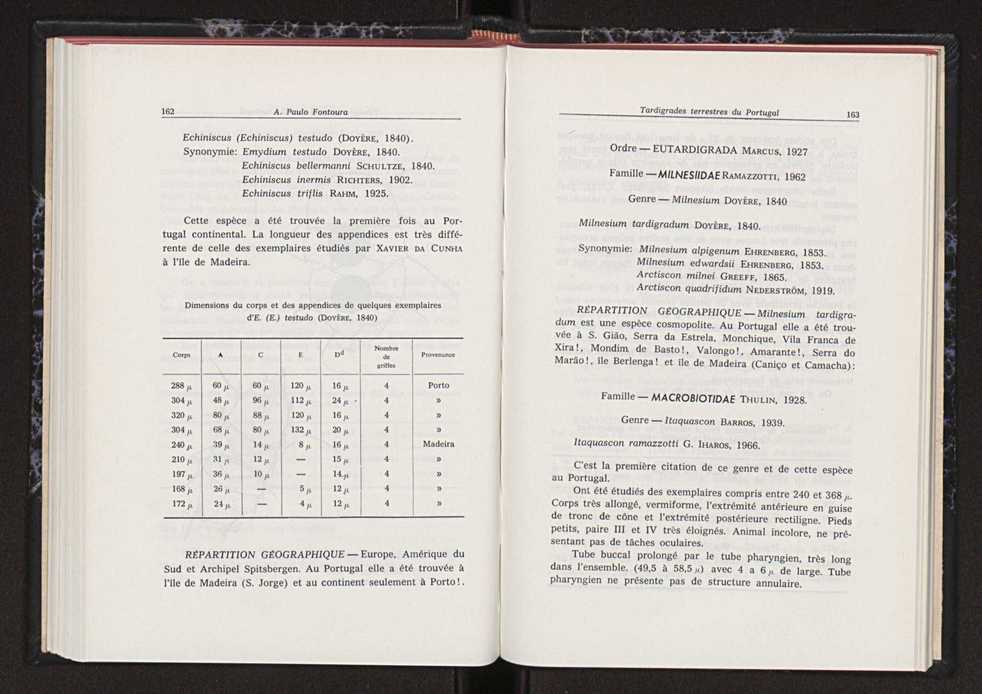 162 A. Paulo Fontoura
Echiniscus (Echiniscus) testudo (DOYÈRE, 1840).
Synonymie: Emydium testudo DOYÈRE, 1840.
Echiniscus bellermanni SCHULTZE, 1840.
Echiniscus inermis RICHTERS, 1902.
Echiniscus triflis RAHM, 1925.
Cette espèce a été trouvée la première fois au Por-
tugal continental. La longueur des appendices est très diffé-
rente de celle des exemplaires étudiés par XAVIER DA CUNHA
à l'île de Madeira.
Dimensions du corps et des appendices de quelques exemplaires
d'E. (E.) testudo (DOYÈRE, 1840)
Corps A C E Dd Nombre de griffes Provenance
288 µ 60 µ 60 µ 120 µ 16 µ 4 Porto
304 µ 48 µ 96 µ 112 µ 24 µ 4 »
320 µ 80 µ 88 µ 120 µ 16 µ 4 »
304 µ 68 µ 80 µ 132 µ 20 µ 4 »
240 µ 39 µ 14 µ 8 µ 16 µ 4 Madeira
210 µ 31 µ 12 µ — 15 µ 4 »
197 µ 36 µ 10 µ — 14 µ 4 »
168 µ 26 µ — 5 µ 12 µ 4 »
172 µ 24 µ — 4 µ 12 µ 4 »
RÉPARTITION GÉOGRAPHIQUE — Europe, Amérique du
Sud et Archipel Spitsbergen. Au Portugal elle a été trouvée à
l'île de Madeira (S. Jorge) et au continent seulement à Porto!.
Tardigrades terrestres du Portugal 163
Ordre — EUTARDIGRADA MARCUS, 1927
Famille — MILNESIIDAE RAMAZZOTTI, 1962
Genre — Milnesium DOYÈRE, 1840
Milnesium tardigradum DOYÈRE, 1840.
Synonymie: Milnesium alpigenum EHRENBERG, 1853.
Milnesium edwardsii EHRENBERG, 1853.
Arctiscon milnei GREEFF, 1865.
Arctiscon quadrifidum NEDERSTRÖM, 1919.
RÉPARTITION GÉOGRAPHIQUE — Milnesium tardigra-
dum est une espèce cosmopolite. Au Portugal elle a été trou-
vée à S. Gião, Serra da Estrela, Monchique, Vila Franca de
Xira!, Mondim de Basto!, Valongo!, Amarante!, Serra do
Marão!, île Berlenga! et île de Madeira (Caniço et Camacha):
Famille — MACROBIOTIDAE THULIN, 1928.
Genre — Itaquascon BARROS, 1939.
Itaquascon ramazzotti G. IHAROS, 1966.
C'est la première citation de ce genre et de cette espèce
au Portugal.
Ont été étudiés des exemplaires compris entre 240 et 368 µ.
Corps très allongé, vermiforme, l'extrémité antérieure en guise
de tronc de cône et l'extrémité postérieure rectiligne. Pieds
petits, paire III et IV très éloignés. Animal incolore, ne pré-
sentant pas de tâches oculaires.
Tube buccal prolongé par le tube pharyngien, très long
dans l'ensemble. (49,5 à 58,5 µ) avec 4 a 6 µ de large. Tube
pharyngien ne présente pas de structure annulaire.